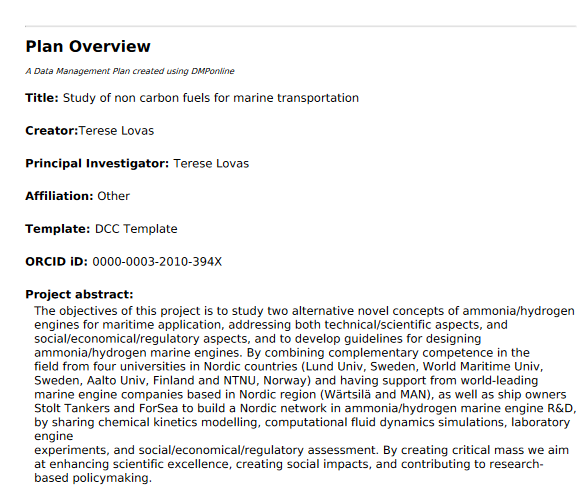 Plan Overview
A Data Management Plan created using DMPonline
Title: Study of non carbon fuels for marine transportation
Creator:Terese Lovas
Principal Investigator: Terese Lovas
Affiliation: Other
Template: DCC Template
ORCID iD: 0000-0003-2010-394X
Project abstract:
The objectives of this project is to study two alternative novel concepts of ammonia/hydrogen
engines for maritime application, addressing both technical/scientific aspects, and
social/economical/regulatory aspects, and to develop guidelines for designing
ammonia/hydrogen marine engines. By combining complementary competence in the
field from four universities in Nordic countries (Lund Univ, Sweden, World Maritime Univ,
Sweden, Aalto Univ, Finland and NTNU, Norway) and having support from world-leading
marine engine companies based in Nordic region (Wärtsilä and MAN), as well as ship owners
Stolt Tankers and ForSea to build a Nordic network in ammonia/hydrogen marine engine R&D,
by sharing chemical kinetics modelling, computational fluid dynamics simulations, laboratory
engine
experiments, and social/economical/regulatory assessment. By creating critical mass we aim
at enhancing scientific excellence, creating social impacts, and contributing to research-
based policymaking.